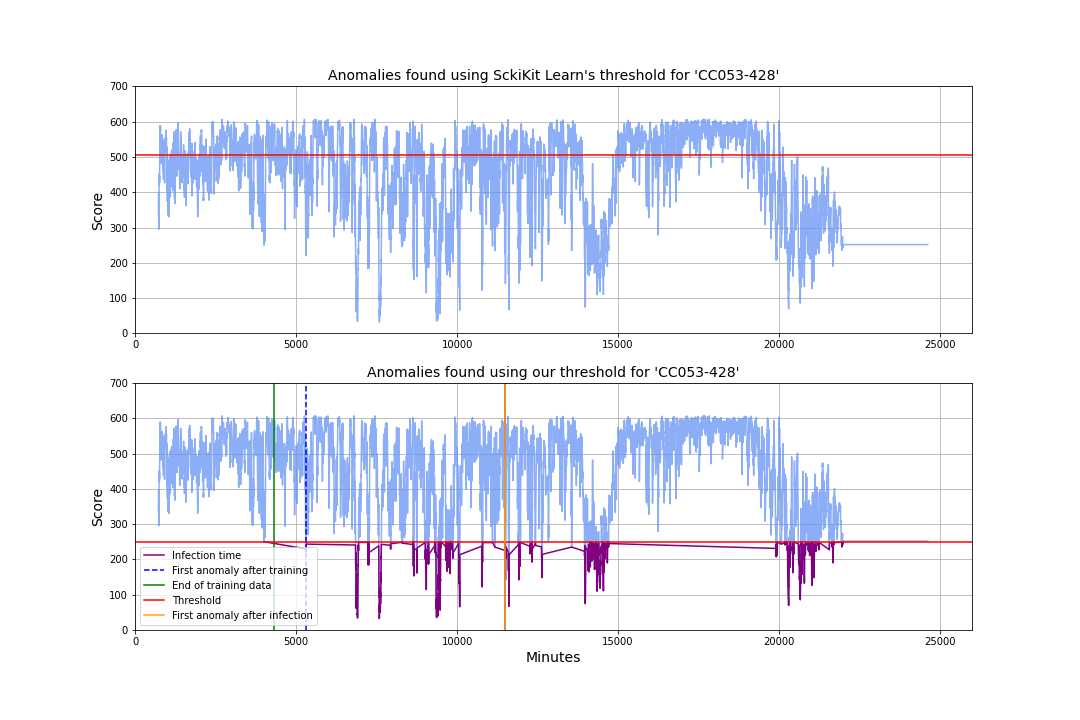 Anomalies found using SckiKit Learn's threshold for 'CC053-428'
700
600
500
400
300
200
100
0
Score
0 5000 10000 15000 20000 25000
Anomalies found using our threshold for 'CC053-428'
700
600
500
400
300
200
100
0
Score
Infection time
First anomaly after training
End of training data
Threshold
First anomaly after infection
0 5000 10000 15000 20000 25000
Minutes